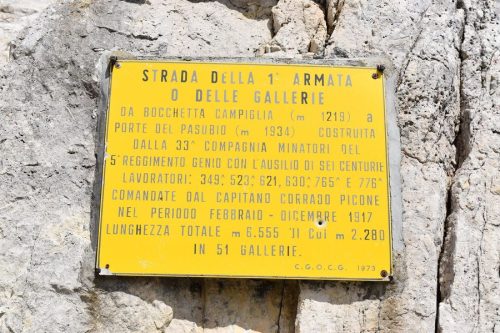 STRADA DELLA 1ª ARMATA
O DELLE GALLERIE
DA BOCCHETTA CAMPIGLIA (m 1219) a
PORTE DEL PASUBIO (m 1934) COSTRUITA
DALLA 33ª COMPAGNIA MINATORI DEL
5° REGGIMENTO GENIO CON L'AUSILIO DI SEI CENTURIE
LAVORATORI: 349ª, 523ª, 621, 630ª, 765ª E 776ª
COMANDATE DAL CAPITANO CORRADO PICONE
NEL PERIODO FEBBRAIO - DICEMBRE 1917
LUNGHEZZA TOTALE m 6.555 DI CUI m 2.280
IN 51 GALLERIE.
C.G.O.C.G. 1973